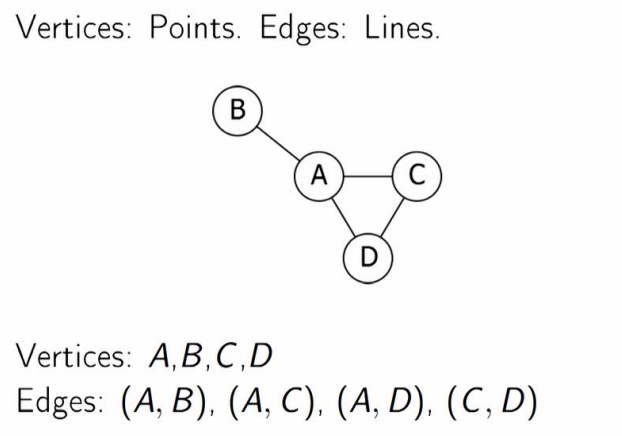 Vertices: Points. Edges: Lines.
B
A
C
D
Vertices: A,B,C,D
Edges: (A, B), (A, C), (A, D), (C, D)